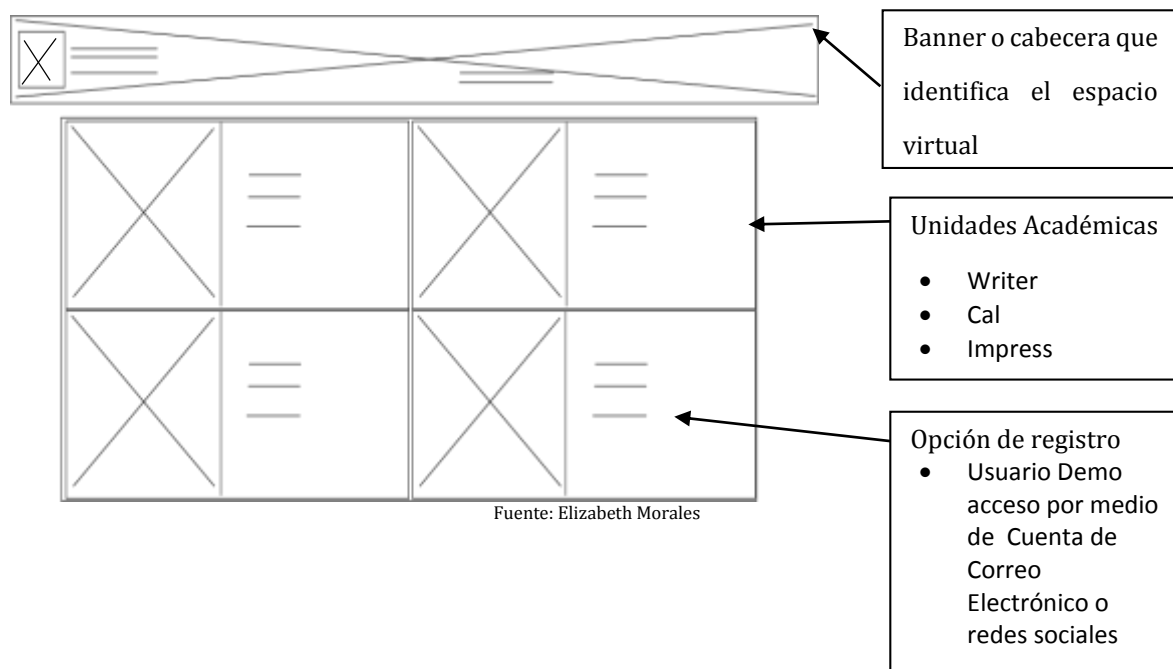 Banner o cabecera que
identifica el espacio
virtual
Unidades Académicas
• Writer
• Cal
• Impress
Opción de registro
• Usuario Demo
acceso por medio
de Cuenta de
Correo
Electrónico o
redes sociales
Fuente: Elizabeth Morales